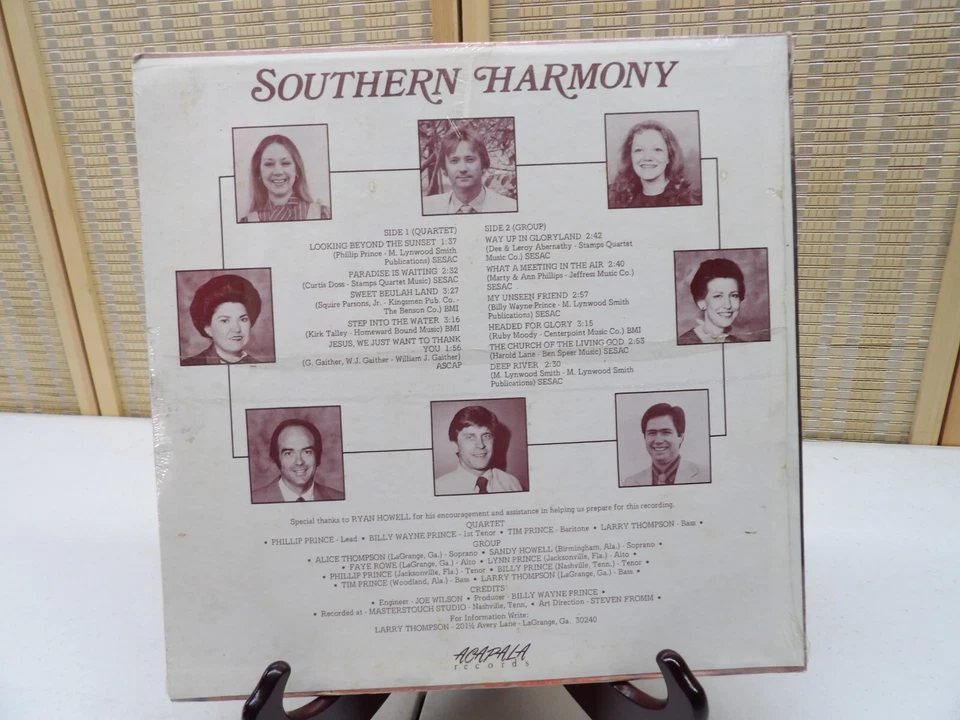 SOUTHERN HARMONY
SIDE 1 (QUARTET)
LOOKING BEYOND THE SUNSET 1:37
(Phillip Prince - M. Lynwood Smith
Publications) SESAC
PARADISE IS WAITING 2:32
(Curtis Doss - Stamps Quartet Music) SESAC
SWEET BEULAH LAND 3:27
(Squire Parsons, Jr. - Kingsmen Pub. Co. -
The Benson Co.) BMI
STEP INTO THE WATER 3:16
(Kirk Talley - Homeward Bound Music) BMI
JESUS, WE JUST WANT TO THANK
YOU 1:56
(G. Gaither, W.J. Gaither - William J. Gaither)
ASCAP
SIDE 2 (GROUP)
WAY UP IN GLORYLAND 2:42
(Dee & Leroy Abernathy - Stamps Quartet
Music Co.) SESAC
WHAT A MEETING IN THE AIR 2:40
(Marty & Ann Phillips - Jeffress Music Co.)
SESAC
MY UNSEEN FRIEND 2:57
(Billy Wayne Prince - M. Lynwood Smith
Publications) SESAC
HEADED FOR GLORY 3:15
(Ruby Moody - Centerpoint Music Co.) BMI
THE CHURCH OF THE LIVING GOD 2:53
(Harold Lane - Ben Speer Music) SESAC
DEEP RIVER 2:30
(M. Lynwood Smith - M. Lynwood Smith
Publications) SESAC
Special thanks to RYAN HOWELL for his encouragement and assistance in helping us prepare for this recording.
QUARTET
• PHILLIP PRINCE - Lead • BILLY WAYNE PRINCE - 1st Tenor • TIM PRINCE - Baritone • LARRY THOMPSON - Bass •
GROUP
• ALICE THOMPSON (LaGrange, Ga.) - Soprano • SANDY HOWELL (Birmingham, Ala.) - Soprano •
• FAYE ROWE (LaGrange, Ga.) - Alto • LYNN PRINCE (Jacksonville, Fla.) - Alto •
• PHILLIP PRINCE (Jacksonville, Fla.) - Tenor • BILLY PRINCE (Nashville, Tenn.) - Tenor •
• TIM PRINCE (Woodland, Ala.) - Bass • LARRY THOMPSON (LaGrange, Ga.) - Bass •
CREDITS
• Engineer - JOE WILSON • Producer - BILLY WAYNE PRINCE •
• Recorded at - MASTERSTOUCH STUDIO - Nashville, Tenn. • Art Direction - STEVEN FROMM •
For Information Write:
LARRY THOMPSON - 201½ Avery Lane - LaGrange, Ga. 30240
ACAPALA
records